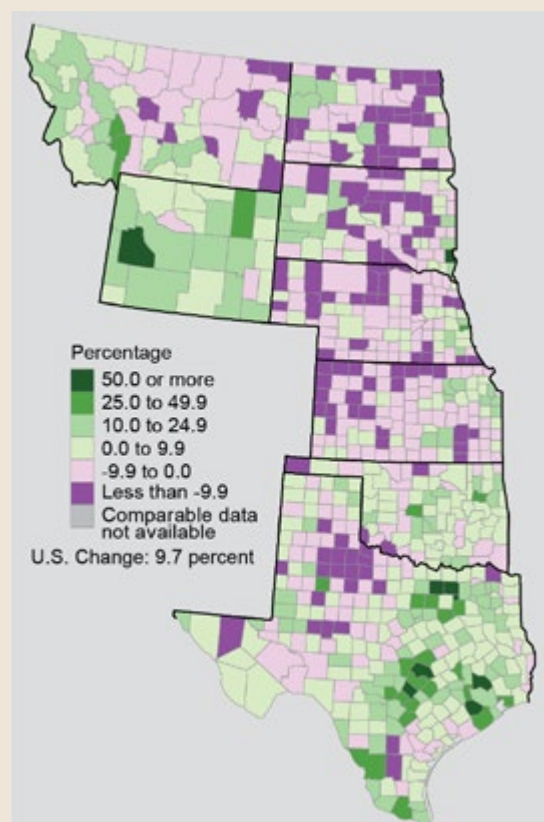 Percentage
50.0 or more
25.0 to 49.9
10.0 to 24.9
0.0 to 9.9
-9.9 to 0.0
Less than -9.9
Comparable data
not available
U.S. Change: 9.7 percent